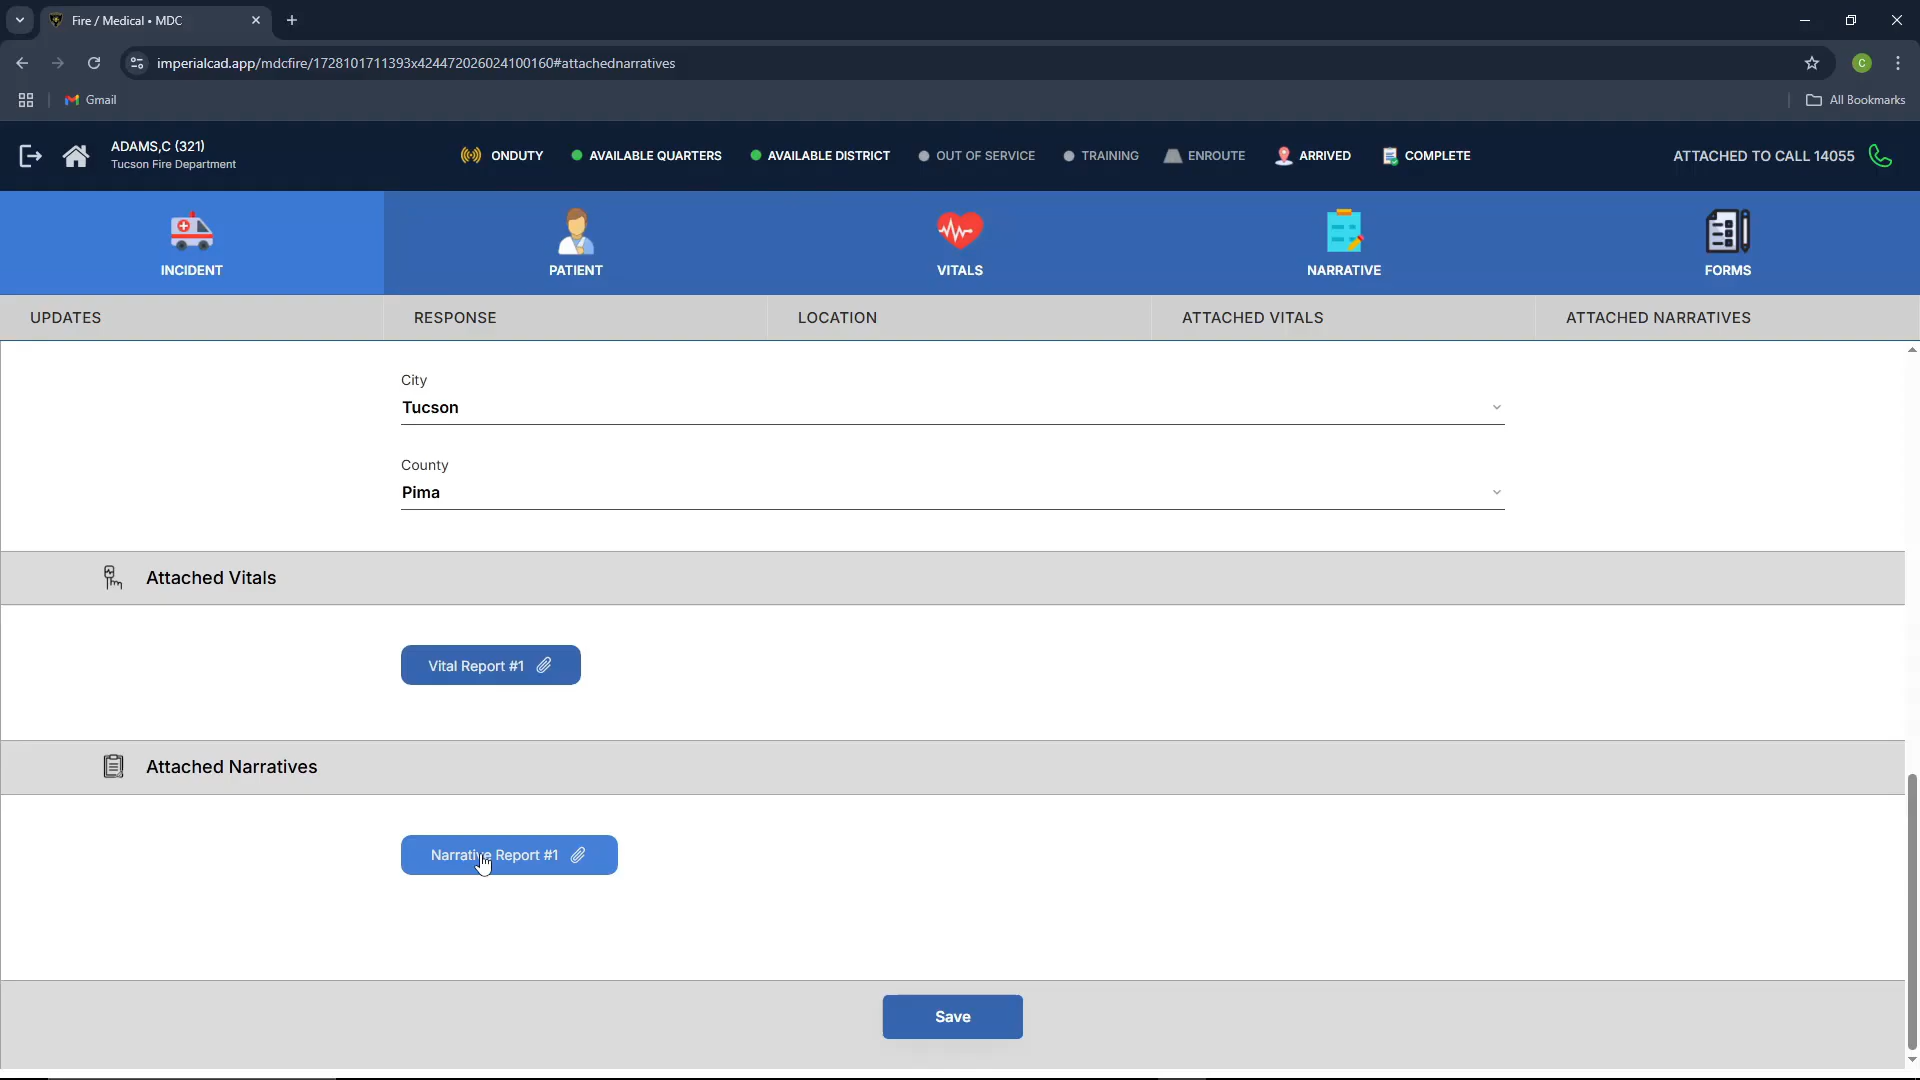 Fire / Medical • MDC
imperialcad.app/mdcfire/1728101711393x424472026024100160#attachednarratives
C
Gmail
All Bookmarks
ADAMS,C (321)
Tucson Fire Department
ONDUTY
AVAILABLE QUARTERS
AVAILABLE DISTRICT
OUT OF SERVICE
TRAINING
ENROUTE
ARRIVED
COMPLETE
ATTACHED TO CALL 14055
INCIDENT
PATIENT
VITALS
NARRATIVE
FORMS
UPDATES
RESPONSE
LOCATION
ATTACHED VITALS
ATTACHED NARRATIVES
City
Tucson
County
Pima
Attached Vitals
Vital Report #1
Attached Narratives
Narrative Report #1
Save